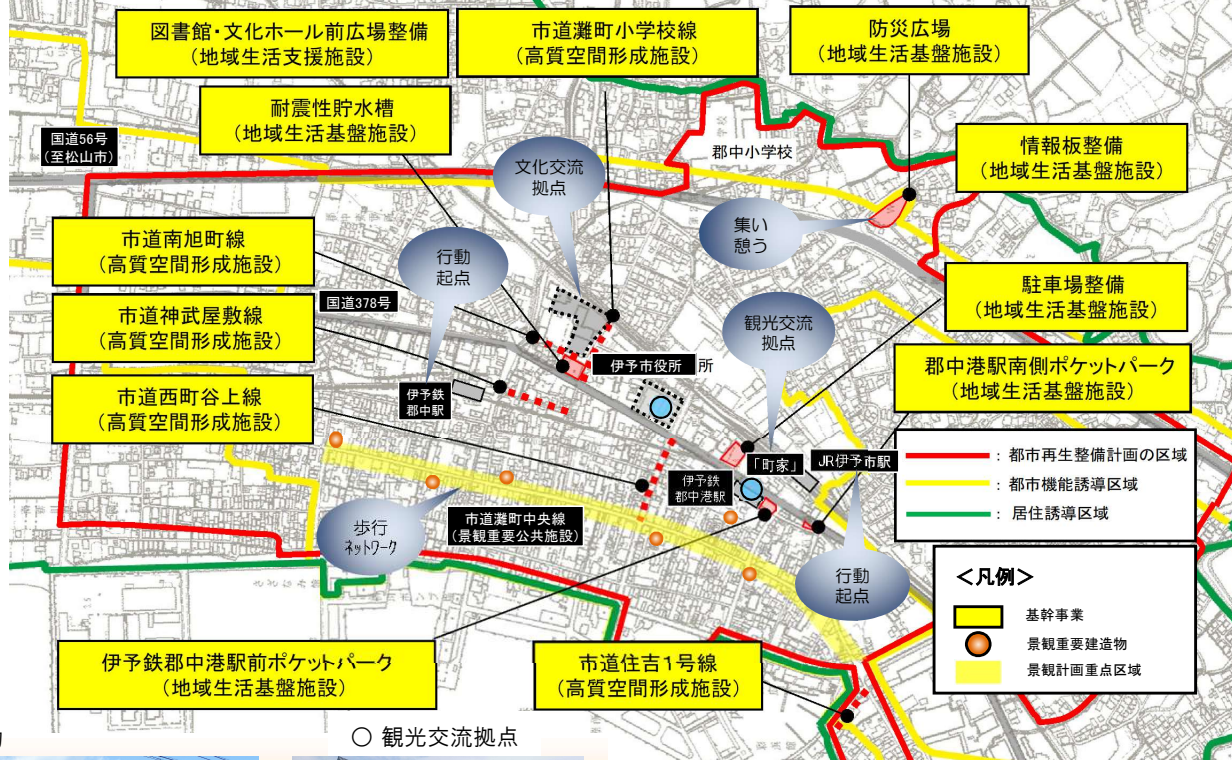 図書館・文化ホール前広場整備
(地域生活支援施設)
市道灘町小学校線
(高質空間形成施設)
防災広場
(地域生活基盤施設)
耐震性貯水槽
(地域生活基盤施設)
国道56号
(至松山市)
郡中小学校
情報板整備
(地域生活基盤施設)
文化交流
拠点
集い
憩う
市道南旭町線
(高質空間形成施設)
行動
起点
駐車場整備
(地域生活基盤施設)
国道378号
観光交流
拠点
市道神武屋敷線
(高質空間形成施設)
伊予市役所
所
郡中港駅南側ポケットパーク
(地域生活基盤施設)
伊予鉄
郡中駅
市道西町谷上線
(高質空間形成施設)
「町家」
JR伊予市駅
伊予鉄
郡中港駅
:都市再生整備計画の区域
:都市機能誘導区域
:居住誘導区域
市道灘町中央線
(景観重要公共施設)
歩行
ネットワーク
行動
起点
<凡例>
基幹事業
景観重要建造物
景観計画重点区域
伊予鉄郡中港駅前ポケットパーク
(地域生活基盤施設)
市道住吉1号線
(高質空間形成施設)
○ 観光交流拠点